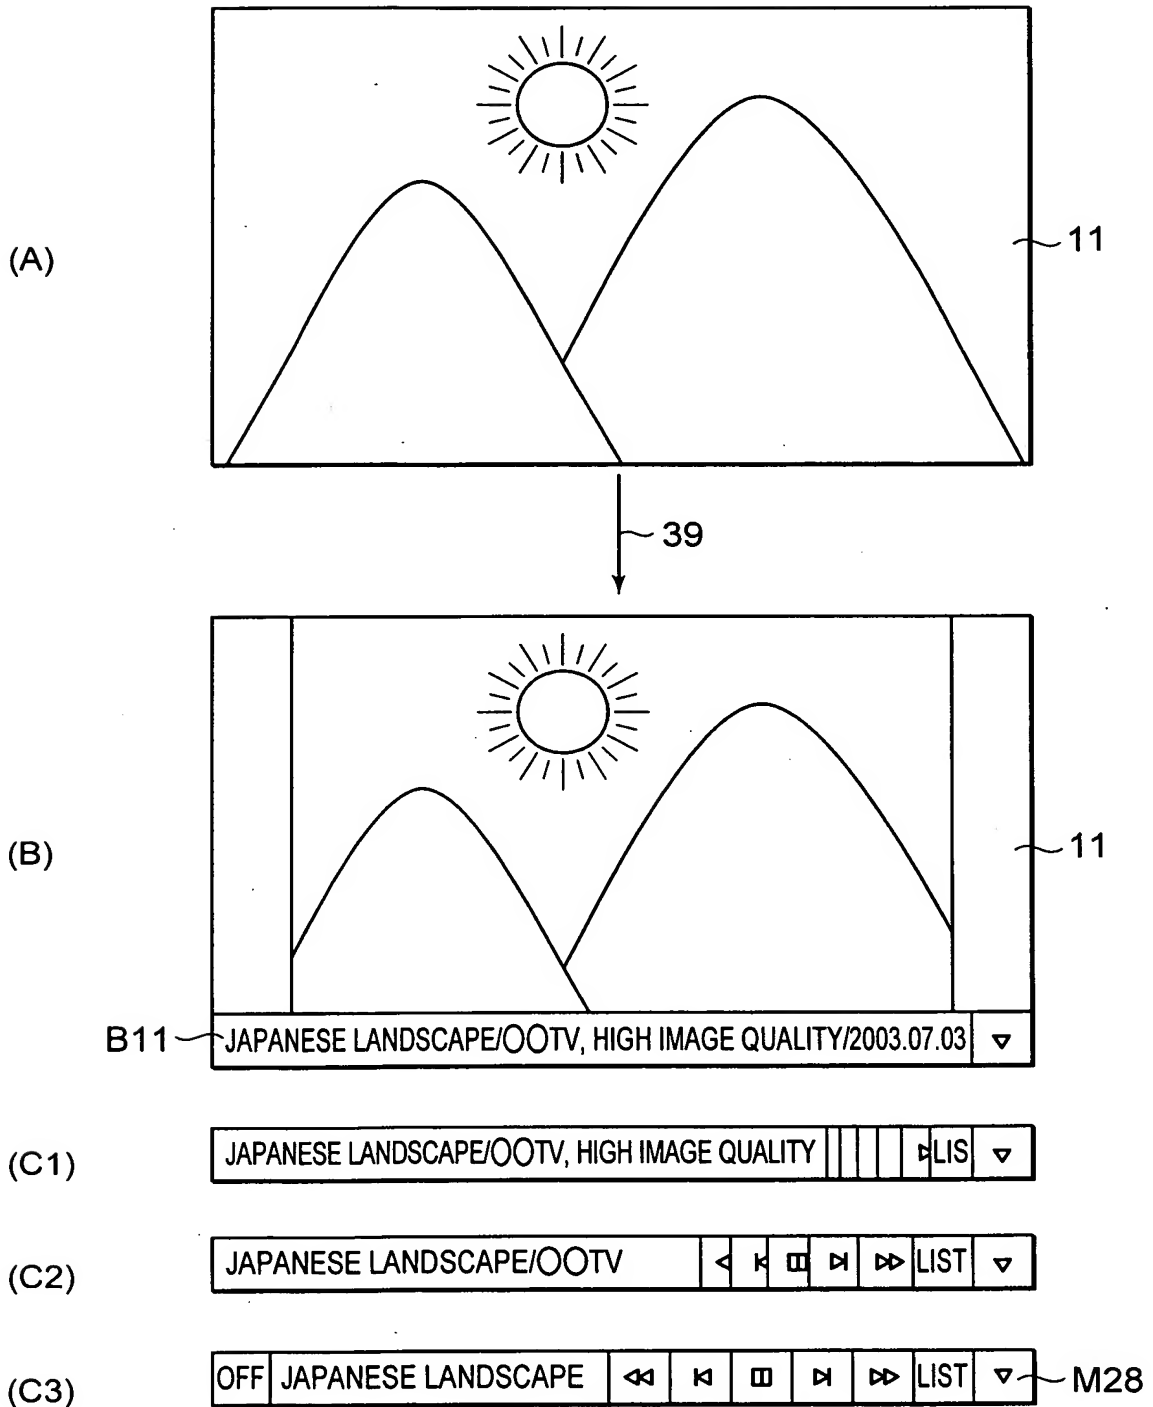 (A)
11
39
(B)
11
B11 JAPANESE LANDSCAPE/○○TV, HIGH IMAGE QUALITY/2003.07.03
(C1) JAPANESE LANDSCAPE/○○TV, HIGH IMAGE QUALITY LIS
(C2) JAPANESE LANDSCAPE/○○TV LIST
(C3) OFF JAPANESE LANDSCAPE LIST M28